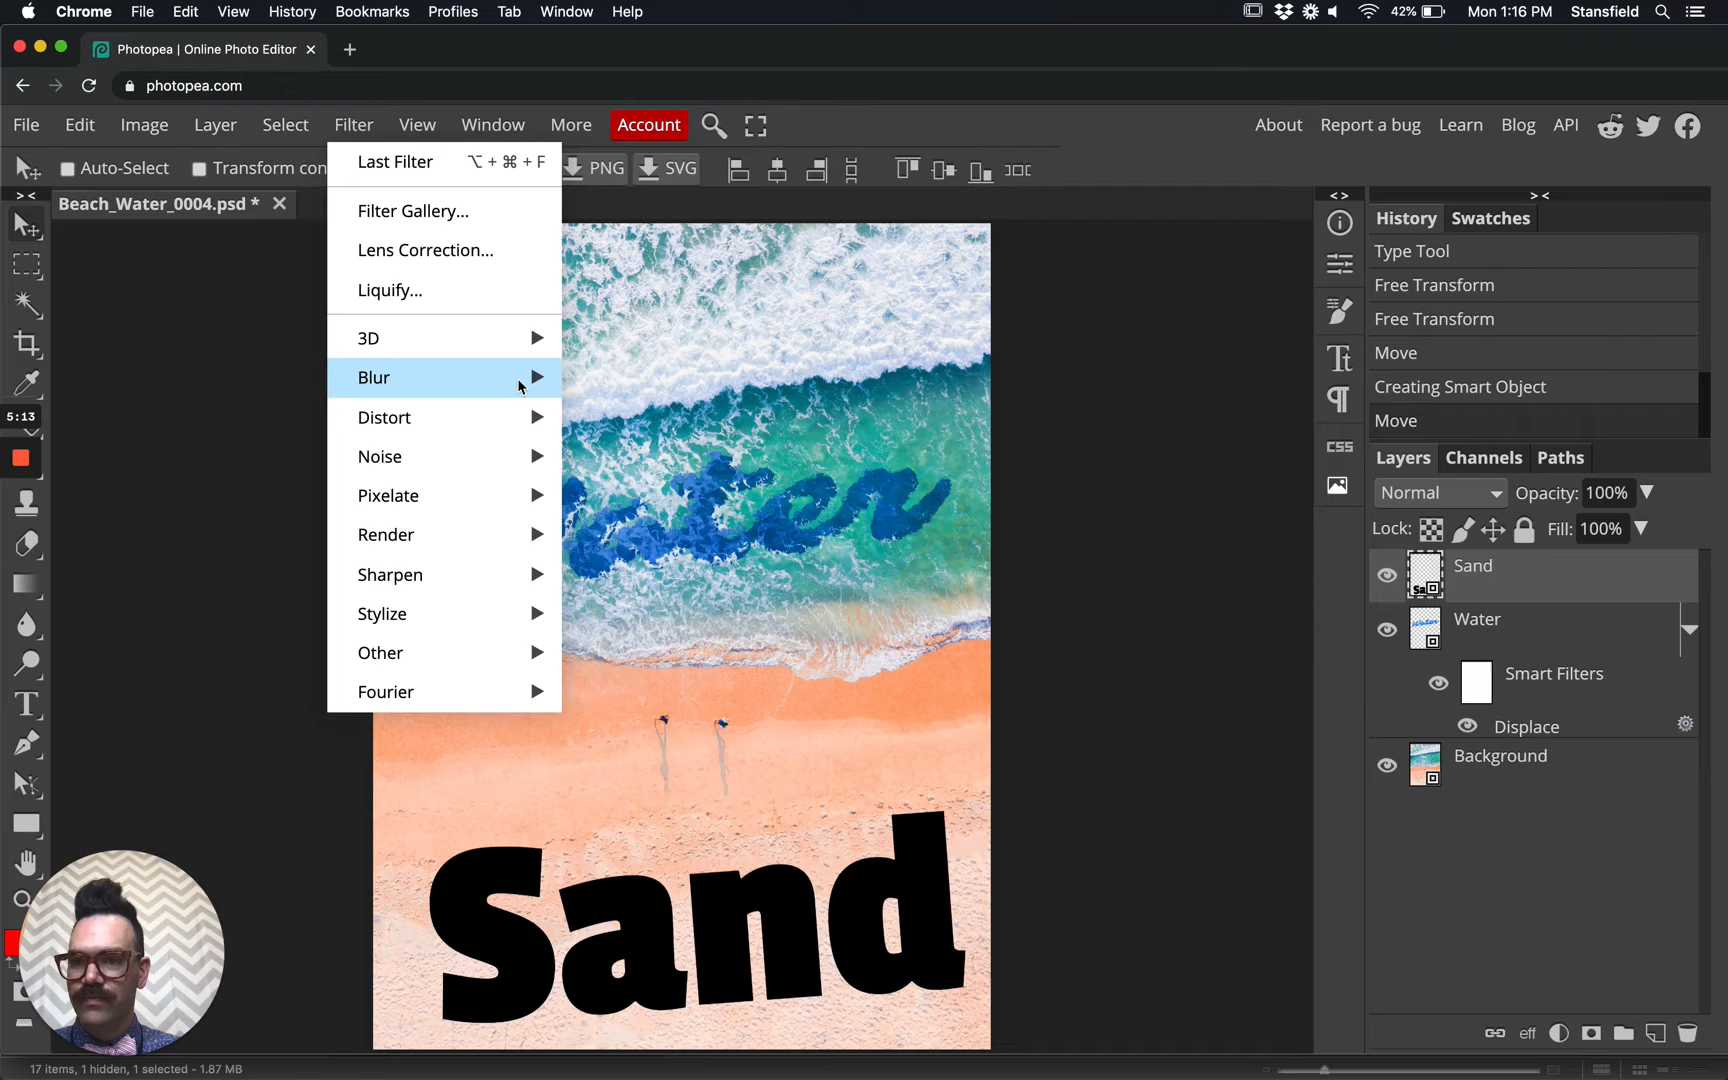 Chrome File Edit View History Bookmarks Profiles Tab Window Help 42% Mon 1:16 PM Stansfield
Photopea | Online Photo Editor
photopea.com
File Edit Image Layer Select Filter View Window More Account About Report a bug Learn Blog API
Auto-Select Transform con PNG SVG
Last Filter ⌥ + ⌘ + F
Beach_Water_0004.psd *
Filter Gallery...
Lens Correction...
Liquify...
3D
Blur
Distort
Noise
Pixelate
Render
Sharpen
Stylize
Other
Fourier
5:13
Sand
History Swatches
Type Tool
Free Transform
Free Transform
Move
Creating Smart Object
Move
CSS
Layers Channels Paths
Normal Opacity: 100%
Lock: Fill: 100%
Sand
Water
Smart Filters
Displace
Background
eff
17 items, 1 hidden, 1 selected - 1.87 MB